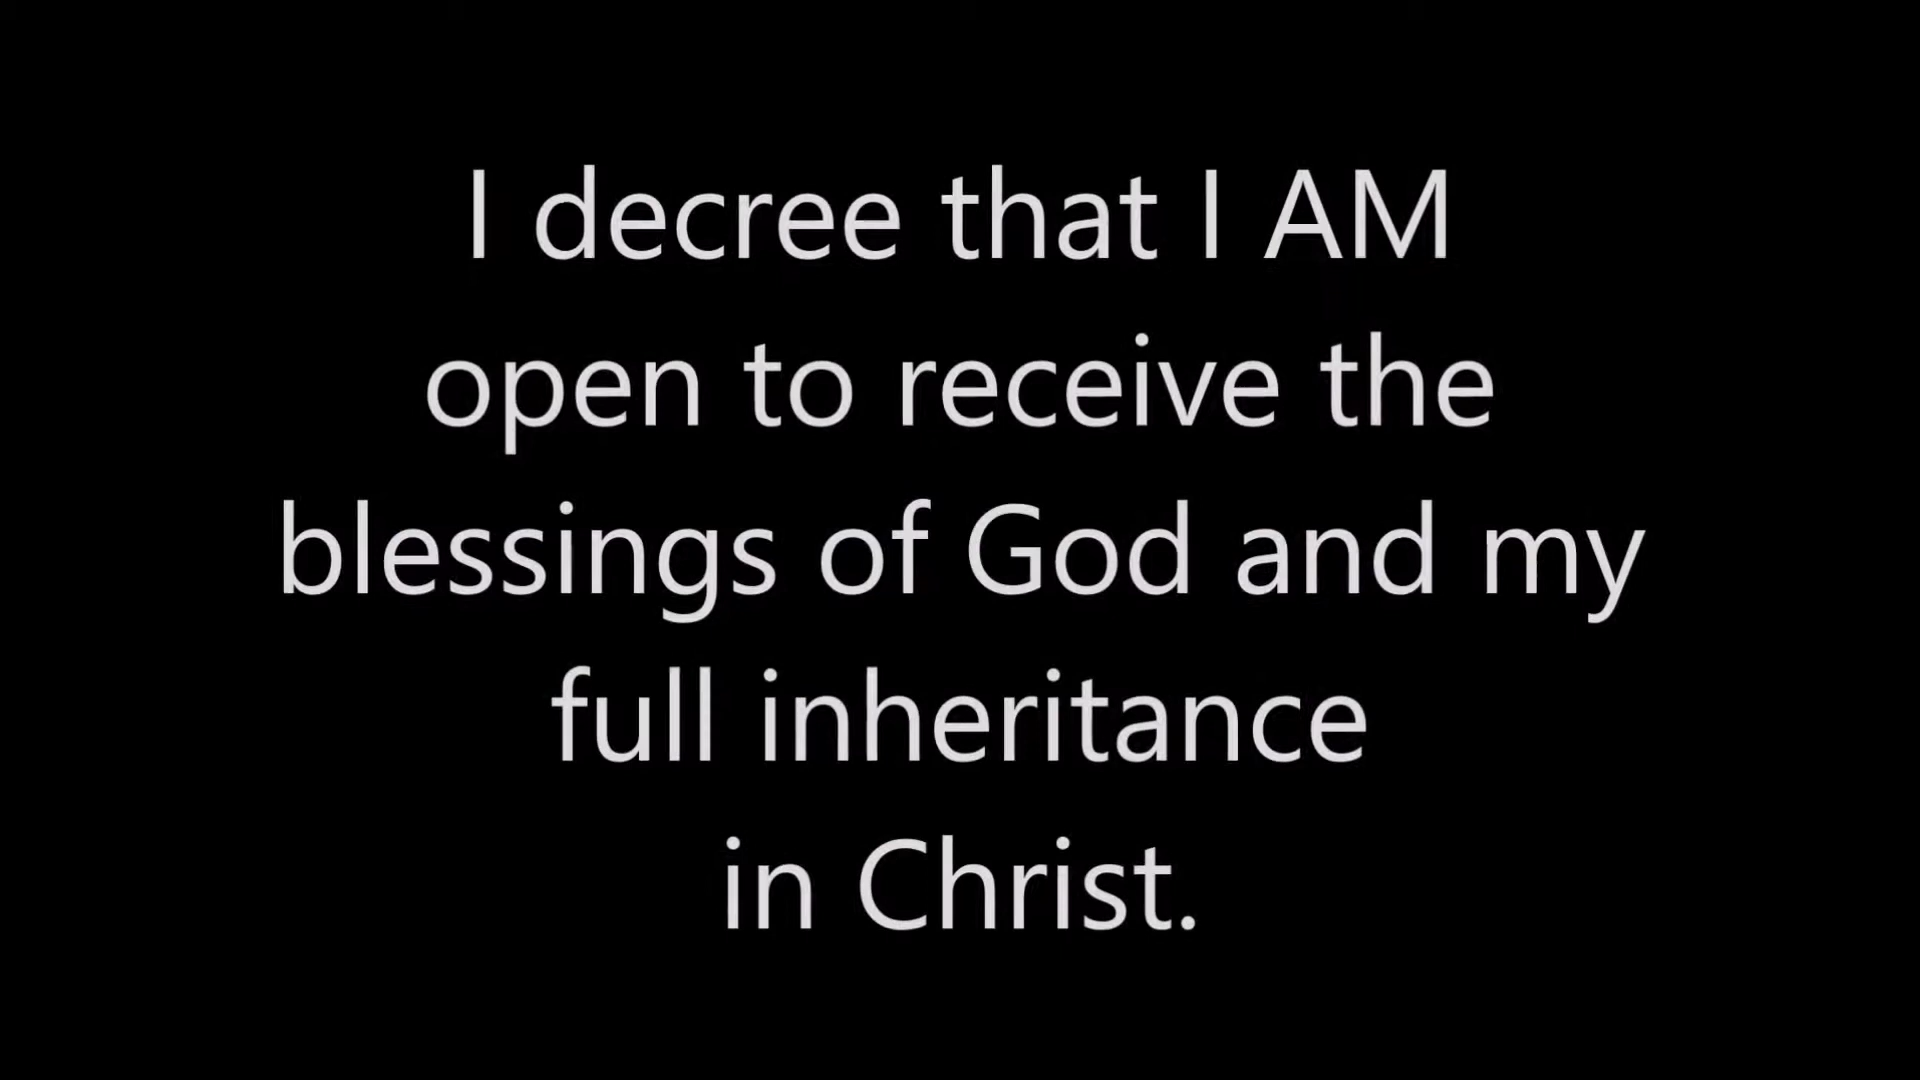 I decree that I AM
open to receive the
blessings of God and my
full inheritance
in Christ.